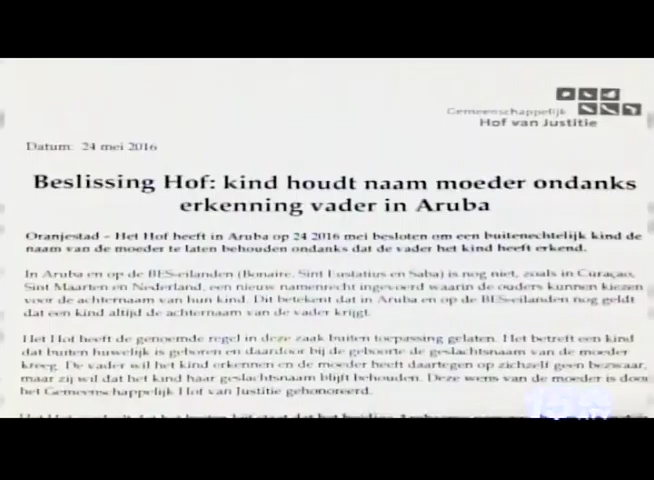 Gemeenschappelijk
Hof van Justitie
Datum: 24 mei 2016
Beslissing Hof: kind houdt naam moeder ondanks
erkenning vader in Aruba
Oranjestad – Het Hof heeft in Aruba op 24 2016 mei besloten om een buitenechtelijk kind de
naam van de moeder te laten behouden ondanks dat de vader het kind heeft erkend.
In Aruba en op de BES-eilanden (Bonaire, Sint Eustatius en Saba) is nog niet, zoals in Curaçao,
Sint Maarten en Nederland, een nieuw namenrecht ingevoerd waarin de ouders kunnen kiezen
voor de achternaam van hun kind. Dit betekent dat in Aruba en op de BES-eilanden nog geldt
dat een kind altijd de achternaam van de vader krijgt.
Het Hof heeft de genoemde regel in deze zaak buiten toepassing gelaten. Het betreft een kind
dat buiten huwelijk is geboren en daardoor bij de geboorte de geslachtsnaam van de moeder
kreeg. De vader wil het kind erkennen en de moeder heeft daartegen op zichzelf geen bezwaar,
maar zij wil dat het kind haar geslachtsnaam blijft behouden. Deze wens van de moeder is door
het Gemeenschappelijk Hof van Justitie gehonoreerd.